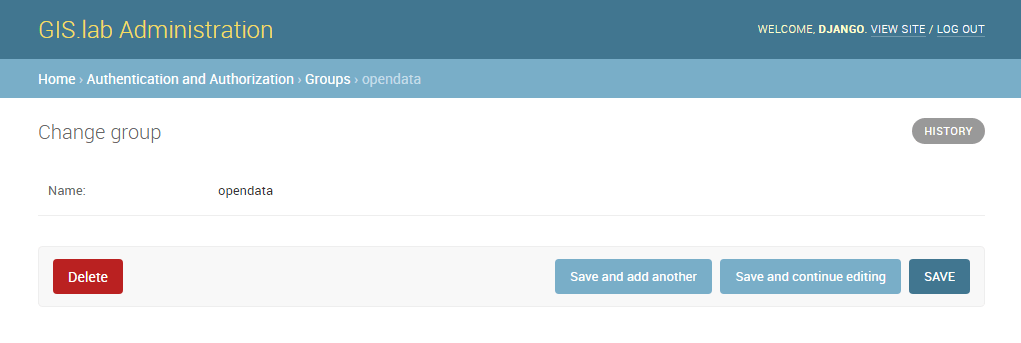 GIS.lab Administration
WELCOME, DJANGO. VIEW SITE / LOG OUT
Home › Authentication and Authorization › Groups › opendata
Change group
HISTORY
Name: opendata
Delete Save and add another Save and continue editing SAVE